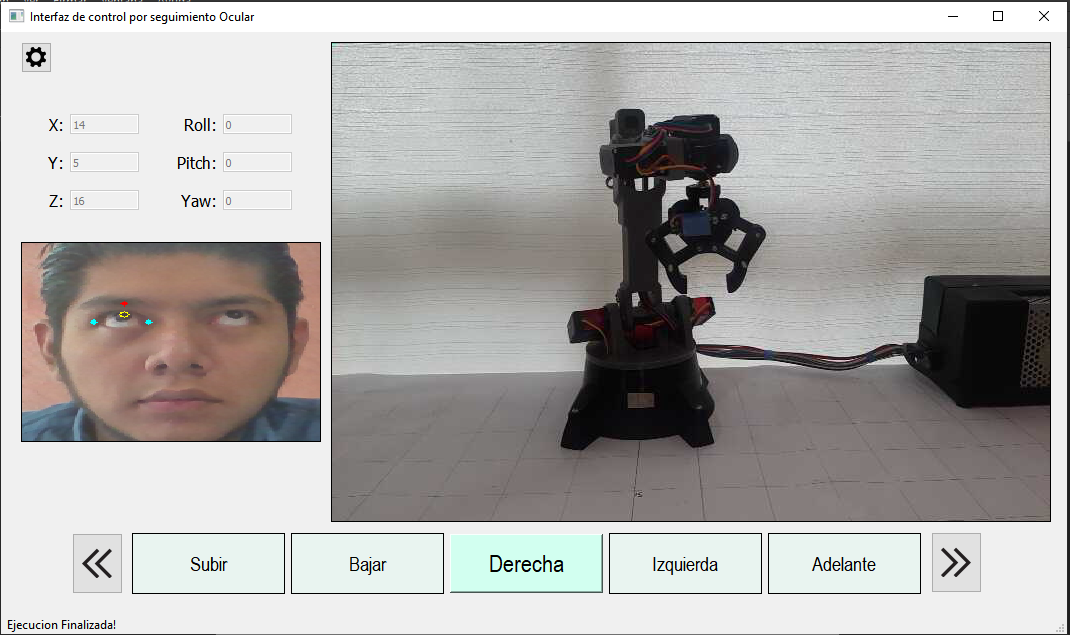 Interfaz de control por seguimiento Ocular
X: 14 Roll: 0
Y: 5 Pitch: 0
Z: 16 Yaw: 0
Subir Bajar Derecha Izquierda Adelante
Ejecucion Finalizada!